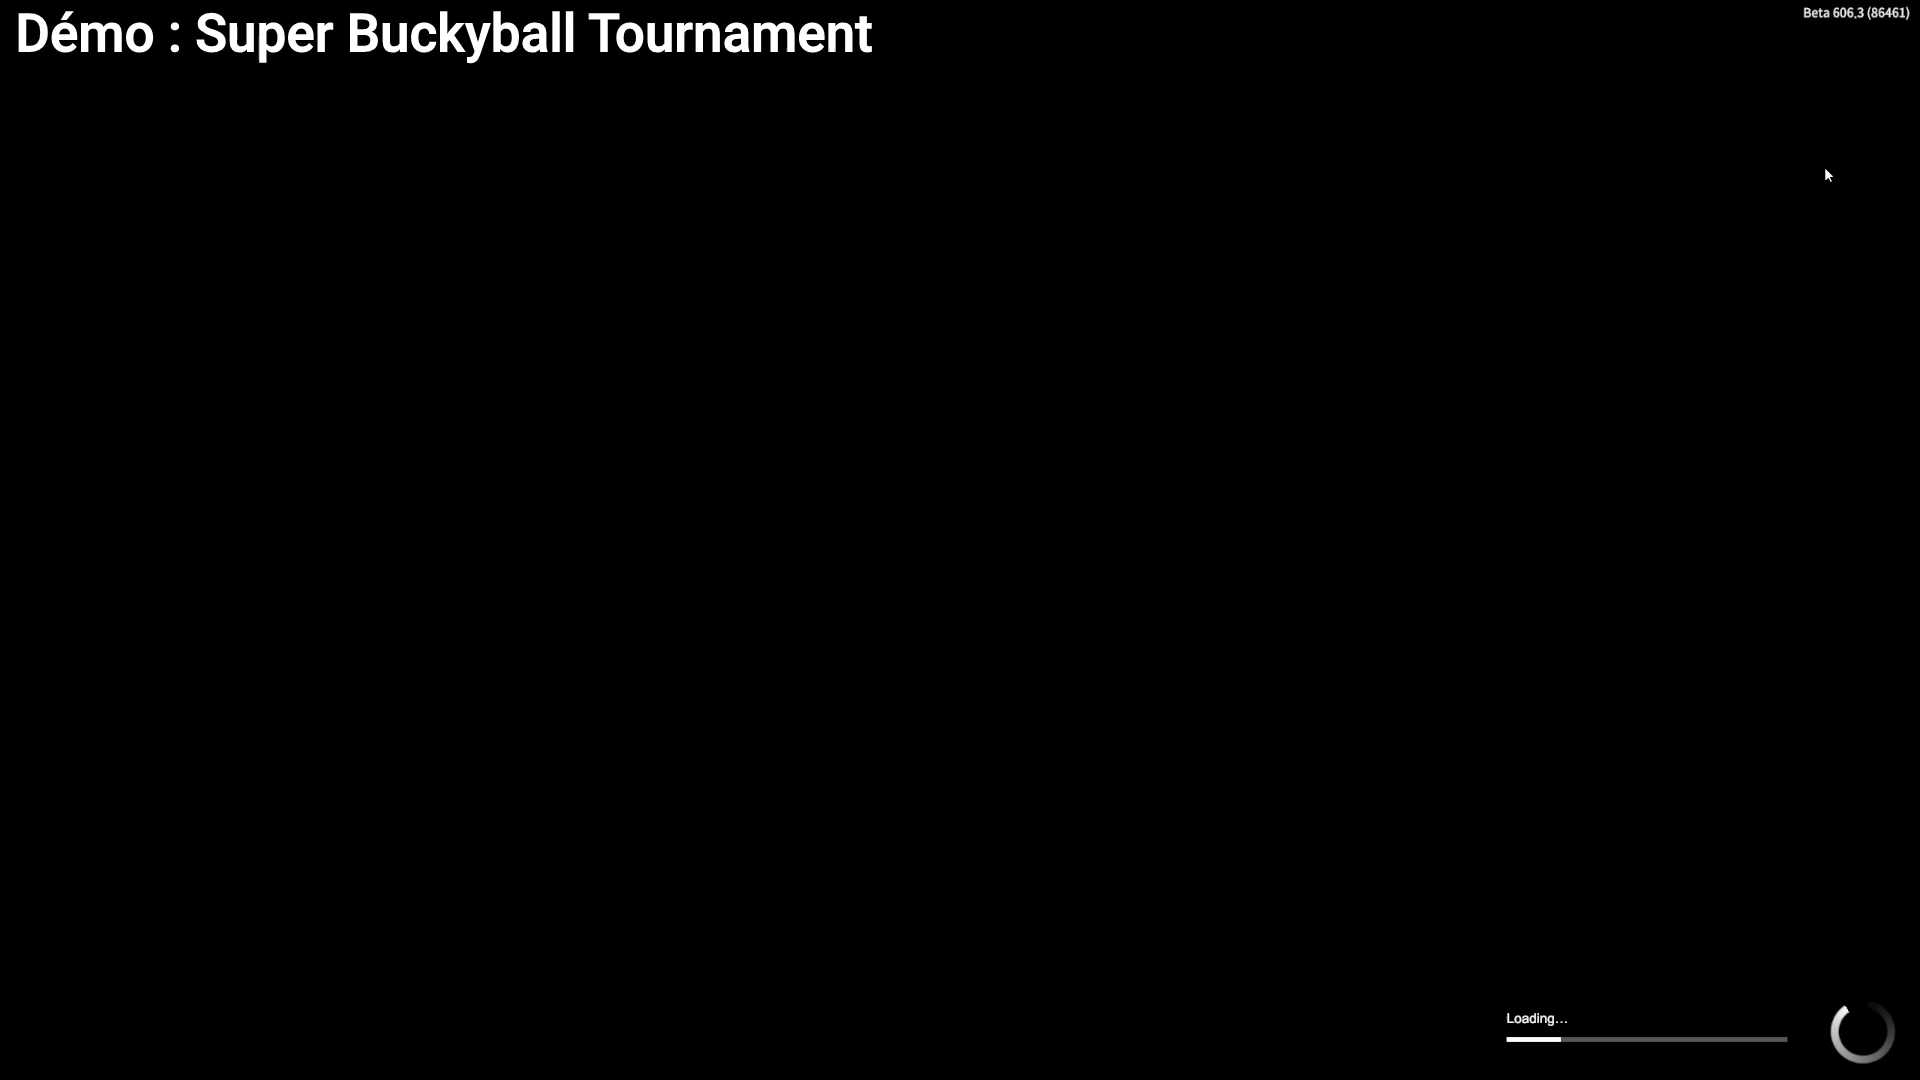 Démo : Super Buckyball Tournament
Beta 606.3 (86461)
Loading...